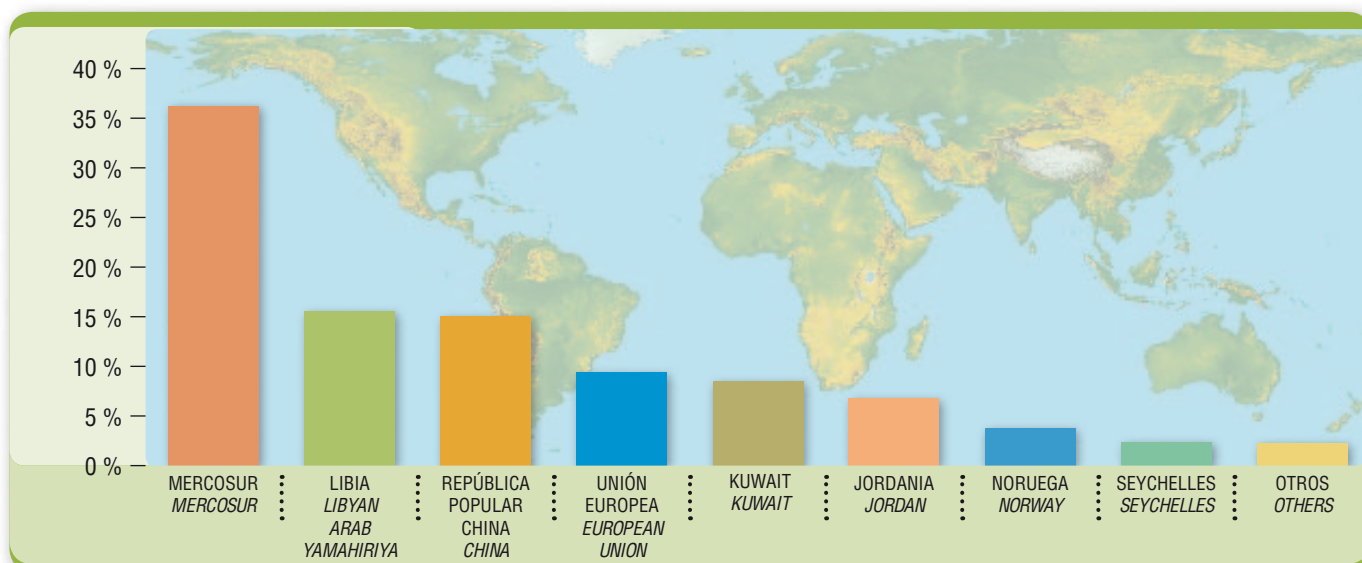 40 %
35 %
30 %
25 %
20 %
15 %
10 %
5 %
0 %
MERCOSUR
MERCOSUR
LIBIA
LIBYAN
ARAB
YAMAHIRIYA
REPÚBLICA
POPULAR
CHINA
CHINA
UNIÓN
EUROPEA
EUROPEAN
UNION
KUWAIT
KUWAIT
JORDANIA
JORDAN
NORUEGA
NORWAY
SEYCHELLES
SEYCHELLES
OTROS
OTHERS